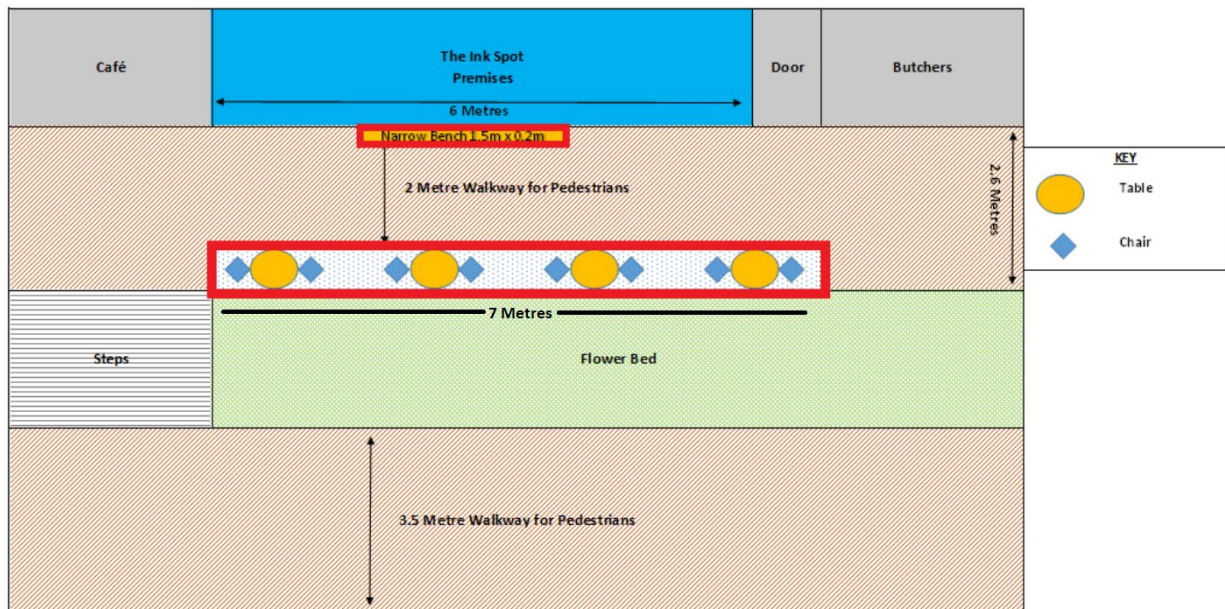 Café
The Ink Spot
Premises
Door
Butchers
6 Metres
Narrow Bench 1.5m x 0.2m
2 Metre Walkway for Pedestrians
2.6 Metres
KEY
Table
Chair
7 Metres
Steps
Flower Bed
3.5 Metre Walkway for Pedestrians